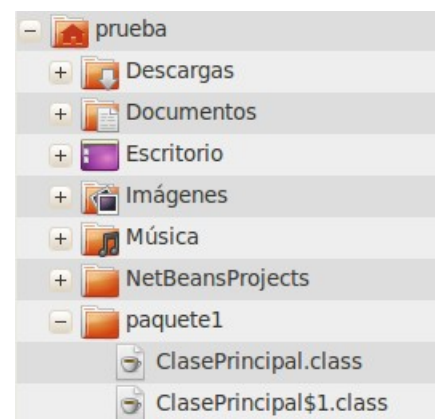 prueba
Descargas
Documentos
Escritorio
Imágenes
Música
NetBeansProjects
paquete1
ClasePrincipal.class
ClasePrincipal$1.class